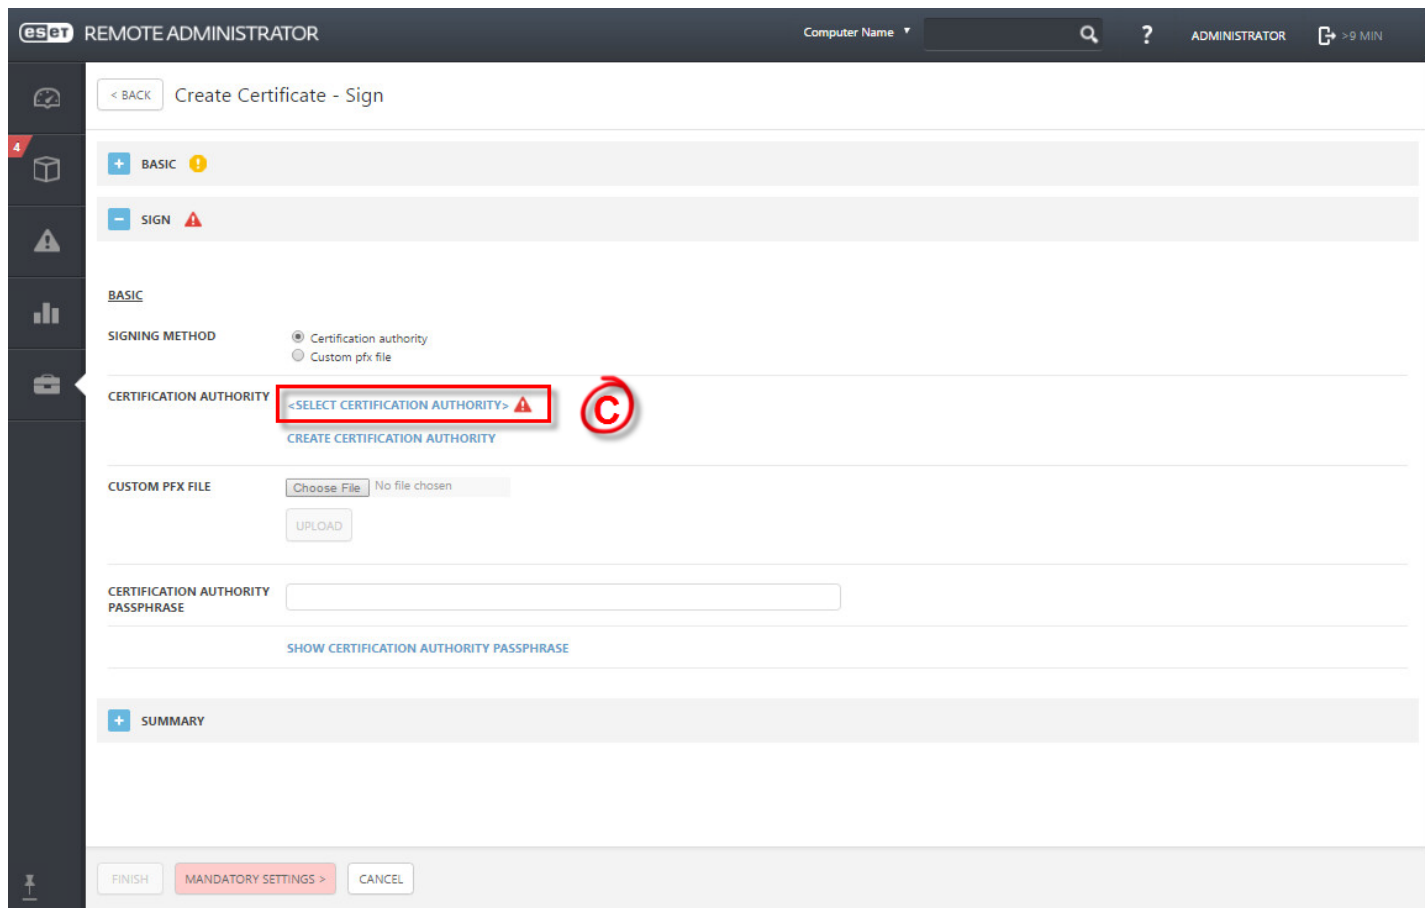 eset REMOTE ADMINISTRATOR
Computer Name
?
ADMINISTRATOR
>9 MIN
< BACK
Create Certificate - Sign
4
+ BASIC !
− SIGN !
BASIC
SIGNING METHOD
Certification authority
Custom pfx file
CERTIFICATION AUTHORITY
<SELECT CERTIFICATION AUTHORITY>
C
CREATE CERTIFICATION AUTHORITY
CUSTOM PFX FILE
Choose File No file chosen
UPLOAD
CERTIFICATION AUTHORITY
PASSPHRASE
SHOW CERTIFICATION AUTHORITY PASSPHRASE
+ SUMMARY
FINISH
MANDATORY SETTINGS >
CANCEL